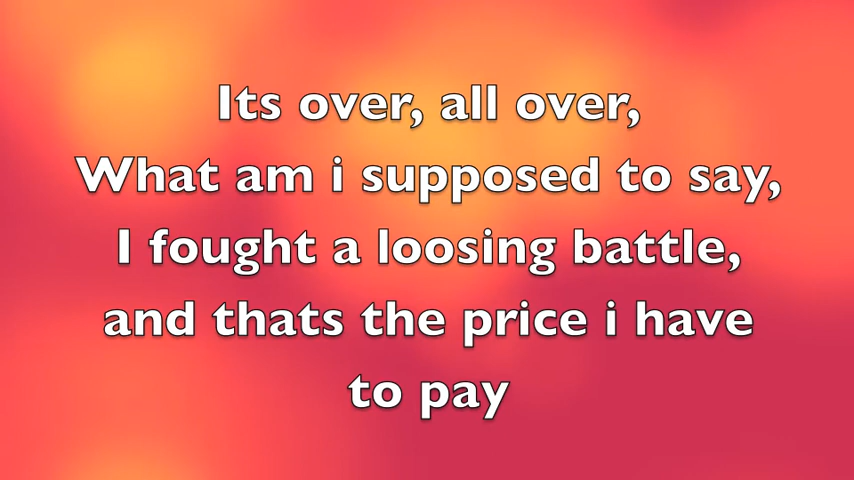 Its over, all over,
What am i supposed to say,
I fought a loosing battle,
and thats the price i have
to pay